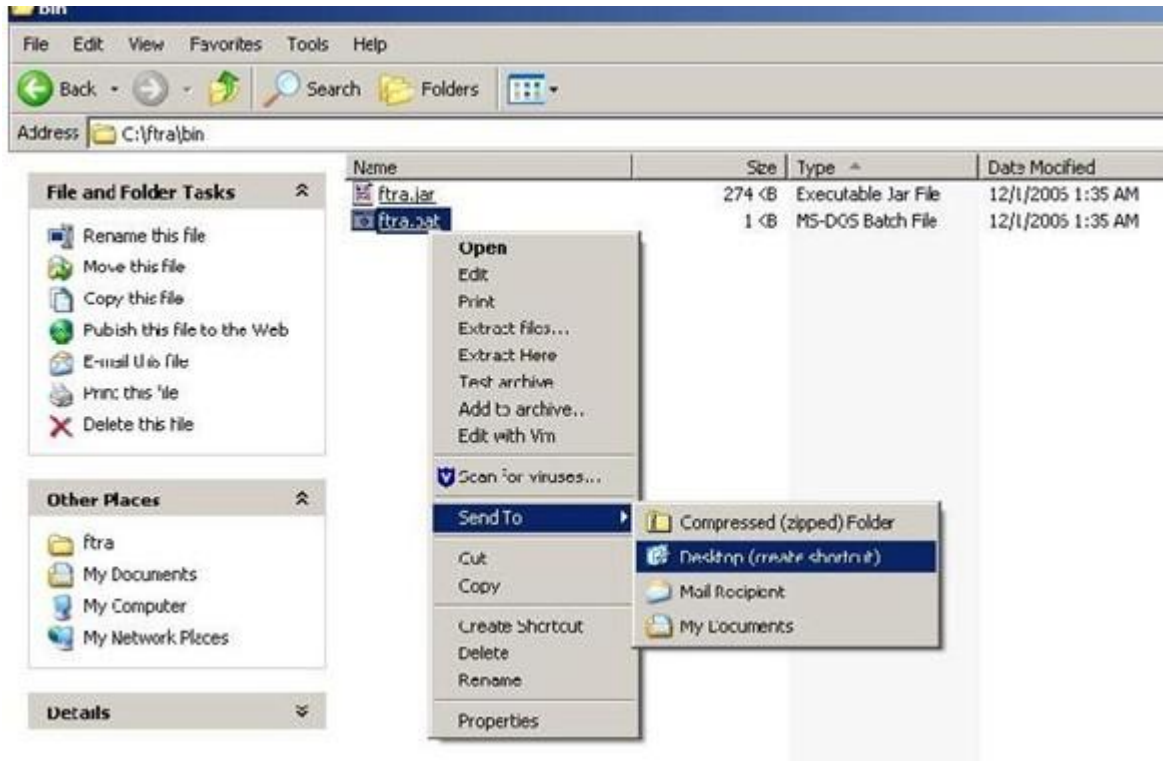 bin
File Edit View Favorites Tools Help
Back Search Folders
Address C:\ftra\bin
Name Size Type Date Modified
ftra.jar 274 KB Executable Jar File 12/1/2006 1:35 AM
ftra.bat 1 KB MS-DOS Batch File 12/1/2006 1:35 AM
File and Folder Tasks
Rename this file
Move this file
Copy this file
Publish this file to the Web
E-mail this file
Print this file
Delete this file
Other Places
ftra
My Documents
My Computer
My Network Places
Details
Open
Edit
Print
Extract files...
Extract Here
Test archive
Add to archive...
Edit with Vim
Scan for viruses...
Send To
Cut
Copy
Create Shortcut
Delete
Rename
Properties
Compressed (zipped) Folder
Desktop (create shortcut)
Mail Recipient
My Documents